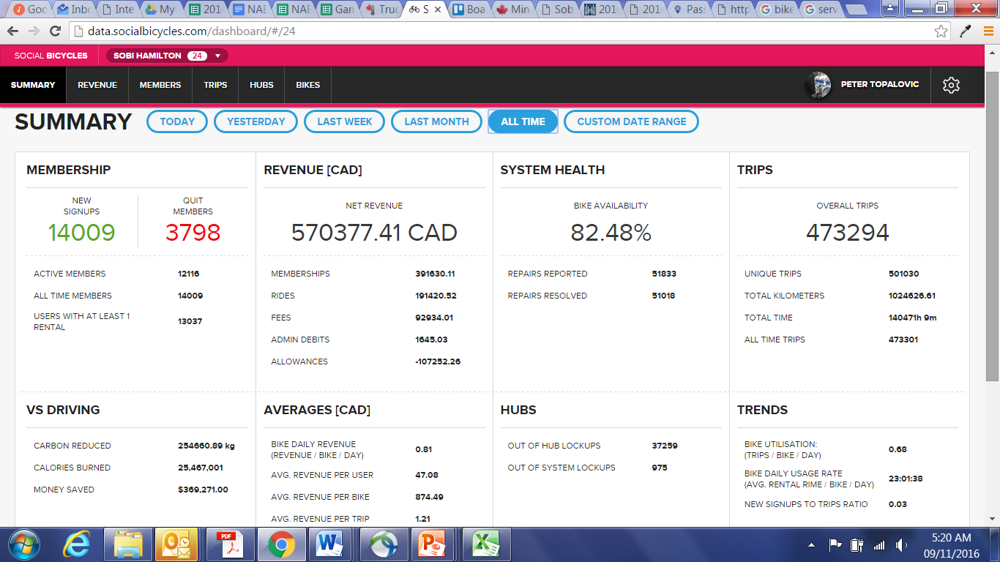 Goc
Inbo
Inte
My
201
NAB
NAB
Gan
Truc
S
Boa
Min
Sob
201
201
Pas
http
bike
serv
data.socialbicycles.com/dashboard/#/24
SOCIAL BICYCLES
SOBI HAMILTON 24
SUMMARY REVENUE MEMBERS TRIPS HUBS BIKES PETER TOPALOVIC
SUMMARY TODAY YESTERDAY LAST WEEK LAST MONTH ALL TIME CUSTOM DATE RANGE
MEMBERSHIP
NEW
SIGNUPS
14009
QUIT
MEMBERS
3798
ACTIVE MEMBERS 12116
ALL TIME MEMBERS 14009
USERS WITH AT LEAST 1
RENTAL
13037
REVENUE [CAD]
NET REVENUE
570377.41 CAD
MEMBERSHIPS 391630.11
RIDES 191420.52
FEES 92934.01
ADMIN DEBITS 1645.03
ALLOWANCES -107252.26
SYSTEM HEALTH
BIKE AVAILABILITY
82.48%
REPAIRS REPORTED 51833
REPAIRS RESOLVED 51018
TRIPS
OVERALL TRIPS
473294
UNIQUE TRIPS 501030
TOTAL KILOMETERS 1024626.61
TOTAL TIME 140471h 9m
ALL TIME TRIPS 473301
VS DRIVING
CARBON REDUCED 254660.89 kg
CALORIES BURNED 25,467,001
MONEY SAVED $369,271.00
AVERAGES [CAD]
BIKE DAILY REVENUE
(REVENUE / BIKE / DAY)
0.81
AVG. REVENUE PER USER 47.08
AVG. REVENUE PER BIKE 874.49
AVG. REVENUE PER TRIP 1.21
HUBS
OUT OF HUB LOCKUPS 37259
OUT OF SYSTEM LOCKUPS 975
TRENDS
BIKE UTILISATION:
(TRIPS / BIKE / DAY)
0.68
BIKE DAILY USAGE RATE
(AVG. RENTAL RIME / BIKE / DAY)
23:01:38
NEW SIGNUPS TO TRIPS RATIO 0.03
PDF
5:20 AM
09/11/2016